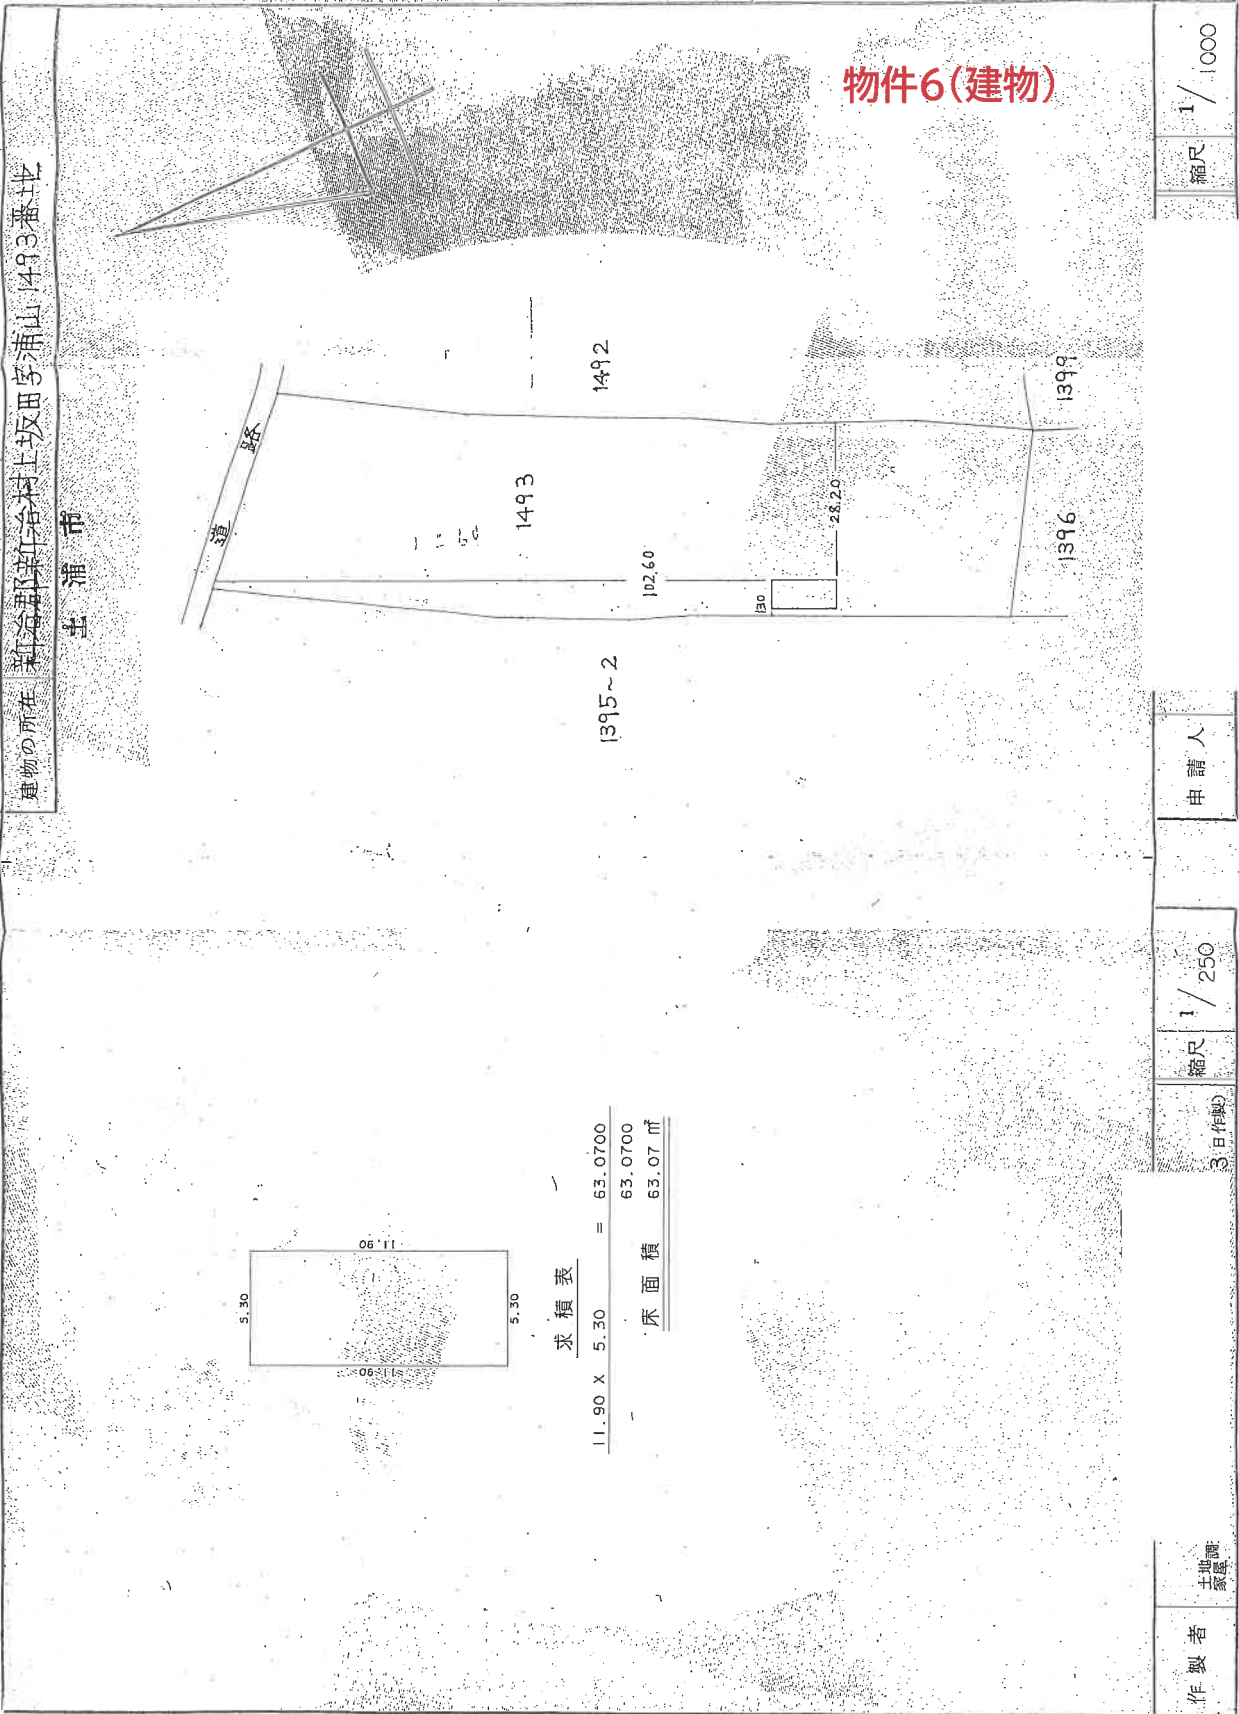 物件6(建物)
建物の所在 新治郡新治村上坂田字浦山1493番地
土浦市
道路
1492
1493
1399
1396
1395~2
102.60
28.20
130
5.30
11.90
11.90
5.30
求積表
11.90 X 5.30 = 63.0700
63.0700
床面積 63.07 ㎡
作製者
土地
家屋
調
3日作製)
縮尺 1/250
申請人
縮尺 1/1000